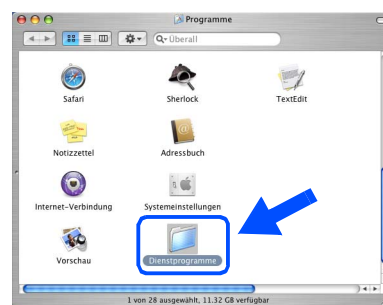 Programme
Überall
Safari
Sherlock
TextEdit
Notizzettel
Adressbuch
Internet-Verbindung
Systemeinstellungen
Vorschau
Dienstprogramme
1 von 28 ausgewählt, 11.32 GB verfügbar